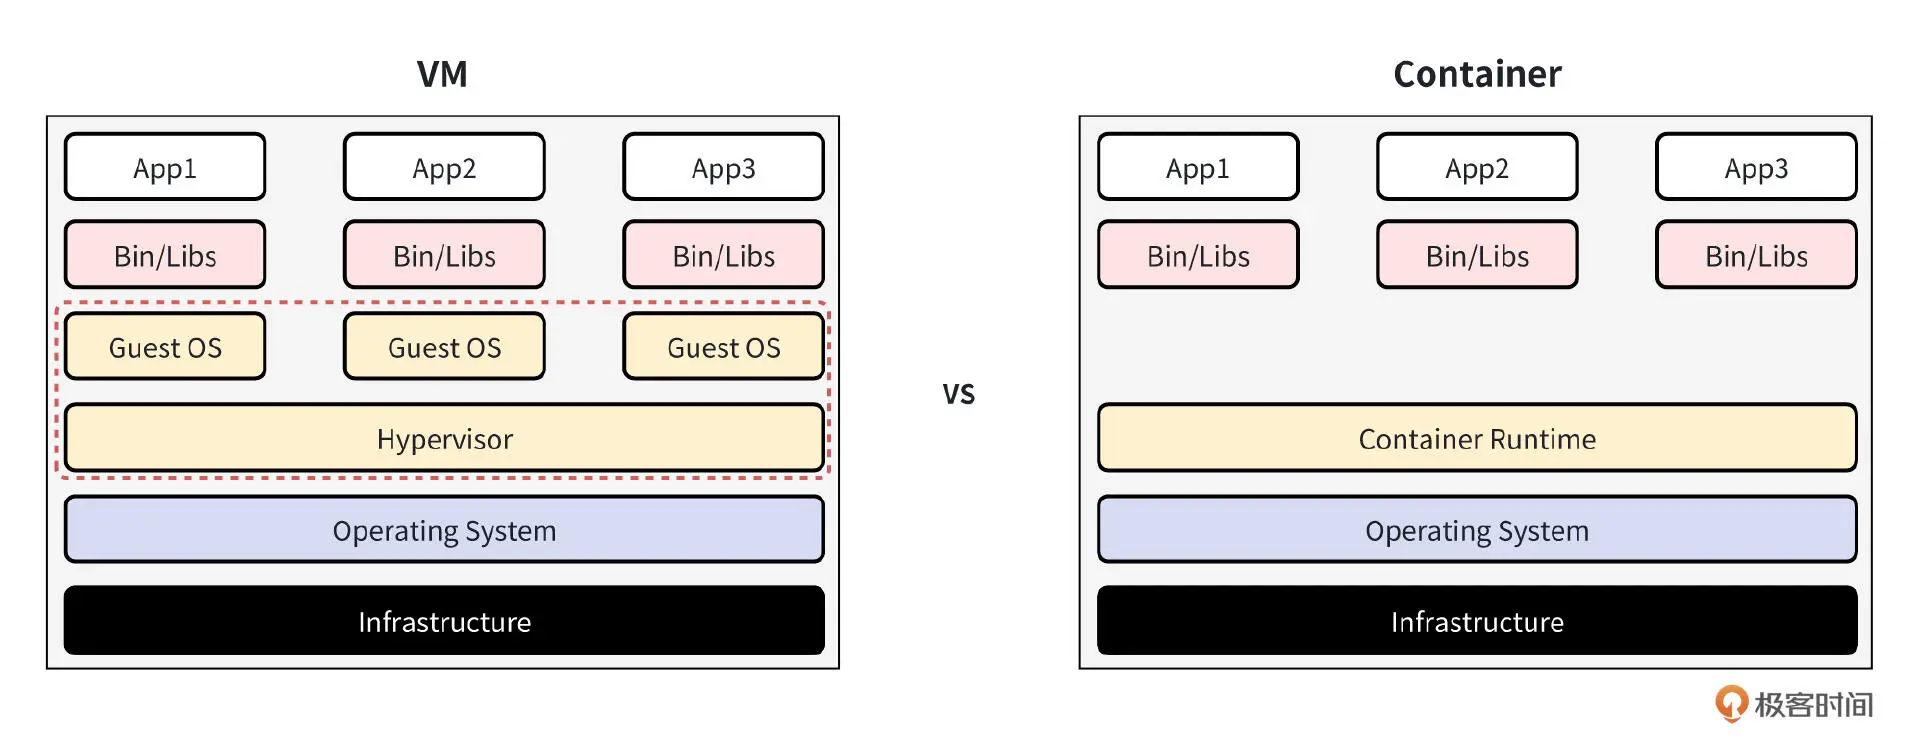 VM
App1 App2 App3
Bin/Libs Bin/Libs Bin/Libs
Guest OS Guest OS Guest OS
Hypervisor
Operating System
Infrastructure
VS
Container
App1 App2 App3
Bin/Libs Bin/Libs Bin/Libs
Container Runtime
Operating System
Infrastructure
极客时间